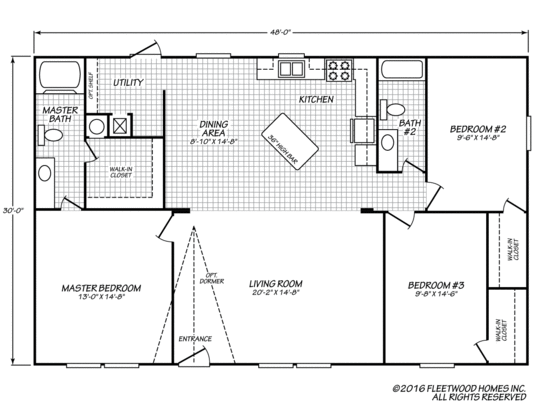 48'-0"
OPT. SHELF
UTILITY
MASTER
BATH
KITCHEN
DINING
AREA
8'-10" X 14'-8"
36" HIGH BAR
BATH
#2
BEDROOM #2
9'-6" X 14'-8"
WALK-IN
CLOSET
30'-0"
MASTER BEDROOM
13'-0" X 14'-8"
OPT.
DORMER
LIVING ROOM
20'-2" X 14'-8"
BEDROOM #3
9'-8" X 14'-6"
WALK-IN
CLOSET
WALK-IN
CLOSET
ENTRANCE
©2016 FLEETWOOD HOMES INC.
ALL RIGHTS RESERVED